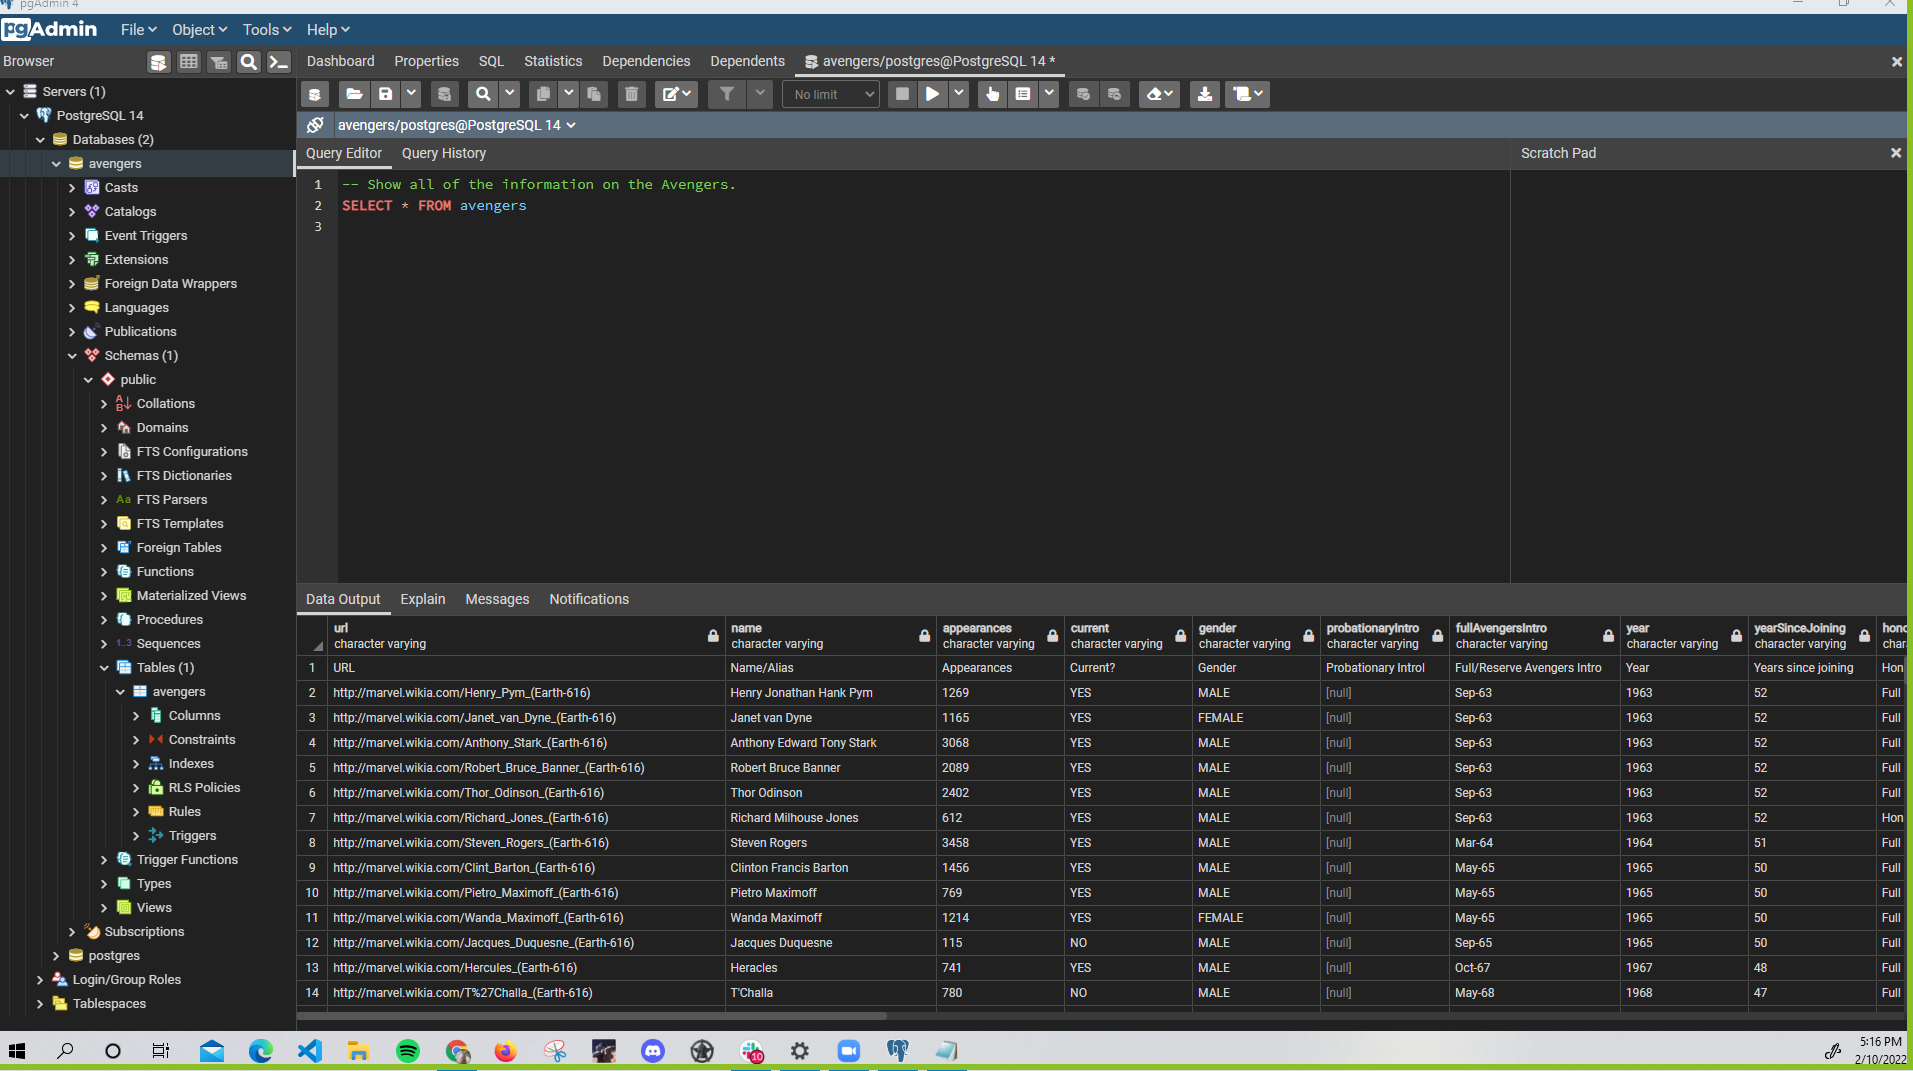 pgAdmin 4
pgAdmin File Object Tools Help
Browser
Dashboard Properties SQL Statistics Dependencies Dependents avengers/postgres@PostgreSQL 14 *
No limit
avengers/postgres@PostgreSQL 14
Query Editor Query History
Scratch Pad
Servers (1)
PostgreSQL 14
Databases (2)
avengers
Casts
Catalogs
Event Triggers
Extensions
Foreign Data Wrappers
Languages
Publications
Schemas (1)
public
Collations
Domains
FTS Configurations
FTS Dictionaries
Aa FTS Parsers
FTS Templates
Foreign Tables
Functions
Materialized Views
Procedures
1..3 Sequences
Tables (1)
avengers
Columns
Constraints
Indexes
RLS Policies
Rules
Triggers
Trigger Functions
Types
Views
Subscriptions
postgres
Login/Group Roles
Tablespaces
1 -- Show all of the information on the Avengers.
2 SELECT * FROM avengers
3
Data Output Explain Messages Notifications
url name appearances current gender probationaryIntro fullAvengersIntro year yearSinceJoining hono
character varying character varying character varying character varying character varying character varying character varying character varying character varying char
1 URL Name/Alias Appearances Current? Gender Probationary Introl Full/Reserve Avengers Intro Year Years since joining Hon
2 http://marvel.wikia.com/Henry_Pym_(Earth-616) Henry Jonathan Hank Pym 1269 YES MALE [null] Sep-63 1963 52 Full
3 http://marvel.wikia.com/Janet_van_Dyne_(Earth-616) Janet van Dyne 1165 YES FEMALE [null] Sep-63 1963 52 Full
4 http://marvel.wikia.com/Anthony_Stark_(Earth-616) Anthony Edward Tony Stark 3068 YES MALE [null] Sep-63 1963 52 Full
5 http://marvel.wikia.com/Robert_Bruce_Banner_(Earth-616) Robert Bruce Banner 2089 YES MALE [null] Sep-63 1963 52 Full
6 http://marvel.wikia.com/Thor_Odinson_(Earth-616) Thor Odinson 2402 YES MALE [null] Sep-63 1963 52 Full
7 http://marvel.wikia.com/Richard_Jones_(Earth-616) Richard Milhouse Jones 612 YES MALE [null] Sep-63 1963 52 Hon
8 http://marvel.wikia.com/Steven_Rogers_(Earth-616) Steven Rogers 3458 YES MALE [null] Mar-64 1964 51 Full
9 http://marvel.wikia.com/Clint_Barton_(Earth-616) Clinton Francis Barton 1456 YES MALE [null] May-65 1965 50 Full
10 http://marvel.wikia.com/Pietro_Maximoff_(Earth-616) Pietro Maximoff 769 YES MALE [null] May-65 1965 50 Full
11 http://marvel.wikia.com/Wanda_Maximoff_(Earth-616) Wanda Maximoff 1214 YES FEMALE [null] May-65 1965 50 Full
12 http://marvel.wikia.com/Jacques_Duquesne_(Earth-616) Jacques Duquesne 115 NO MALE [null] Sep-65 1965 50 Full
13 http://marvel.wikia.com/Hercules_(Earth-616) Heracles 741 YES MALE [null] Oct-67 1967 48 Full
14 http://marvel.wikia.com/T%27Challa_(Earth-616) T'Challa 780 NO MALE [null] May-68 1968 47 Full
10
5:16 PM
2/10/2022